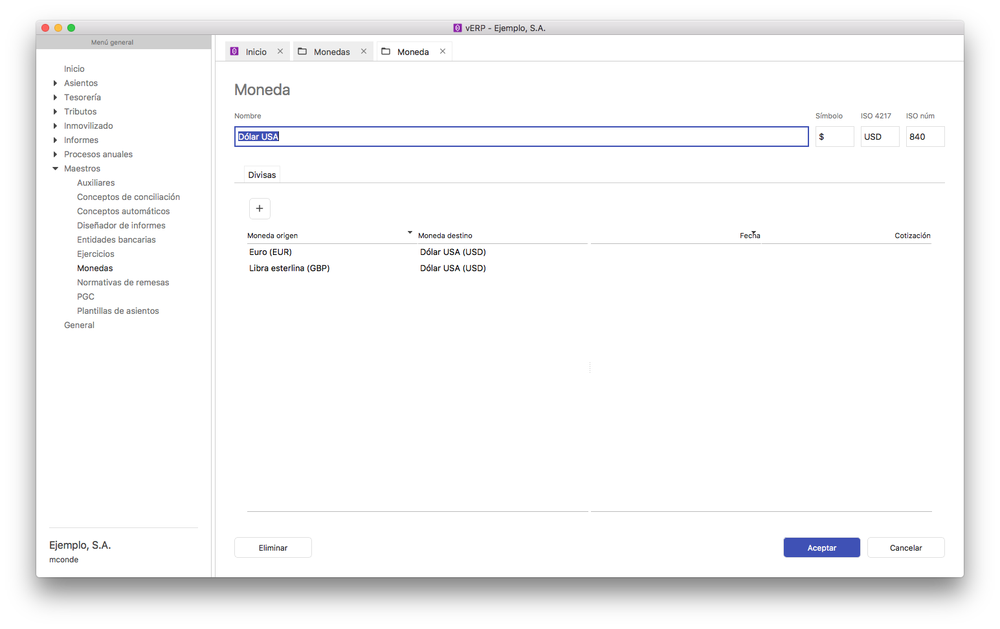 vERP - Ejemplo, S.A.
Menú general
Inicio
Asientos
Tesorería
Tributos
Inmovilizado
Informes
Procesos anuales
Maestros
Auxiliares
Conceptos de conciliación
Conceptos automáticos
Diseñador de informes
Entidades bancarias
Ejercicios
Monedas
Normativas de remesas
PGC
Plantillas de asientos
General
Ejemplo, S.A.
mconde
Inicio Monedas Moneda
Moneda
Nombre Símbolo ISO 4217 ISO núm
Dólar USA $ USD 840
Divisas
+
Moneda origen Moneda destino Fecha Cotización
Euro (EUR) Dólar USA (USD)
Libra esterlina (GBP) Dólar USA (USD)
Eliminar Aceptar Cancelar